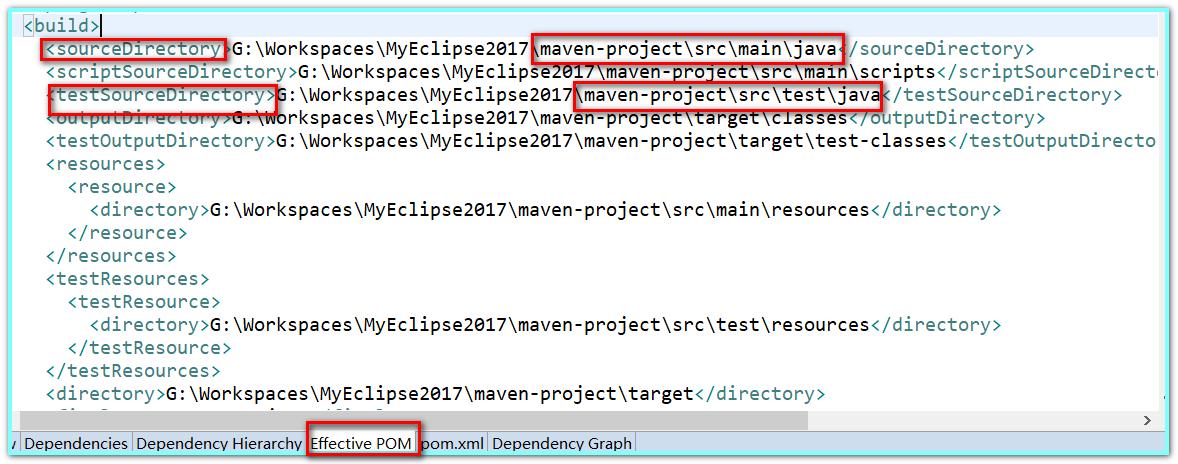 <build>
<sourceDirectory>G:\Workspaces\MyEclipse2017\maven-project\src\main\java</sourceDirectory>
<scriptSourceDirectory>G:\Workspaces\MyEclipse2017\maven-project\src\main\scripts</scriptSourceDirecto
<testSourceDirectory>G:\Workspaces\MyEclipse2017\maven-project\src\test\java</testSourceDirectory>
<outputDirectory>G:\Workspaces\MyEclipse2017\maven-project\target\classes</outputDirectory>
<testOutputDirectory>G:\Workspaces\MyEclipse2017\maven-project\target\test-classes</testOutputDirecto
<resources>
<resource>
<directory>G:\Workspaces\MyEclipse2017\maven-project\src\main\resources</directory>
</resource>
</resources>
<testResources>
<testResource>
<directory>G:\Workspaces\MyEclipse2017\maven-project\src\test\resources</directory>
</testResource>
</testResources>
<directory>G:\Workspaces\MyEclipse2017\maven-project\target</directory>
Dependencies Dependency Hierarchy Effective POM pom.xml Dependency Graph